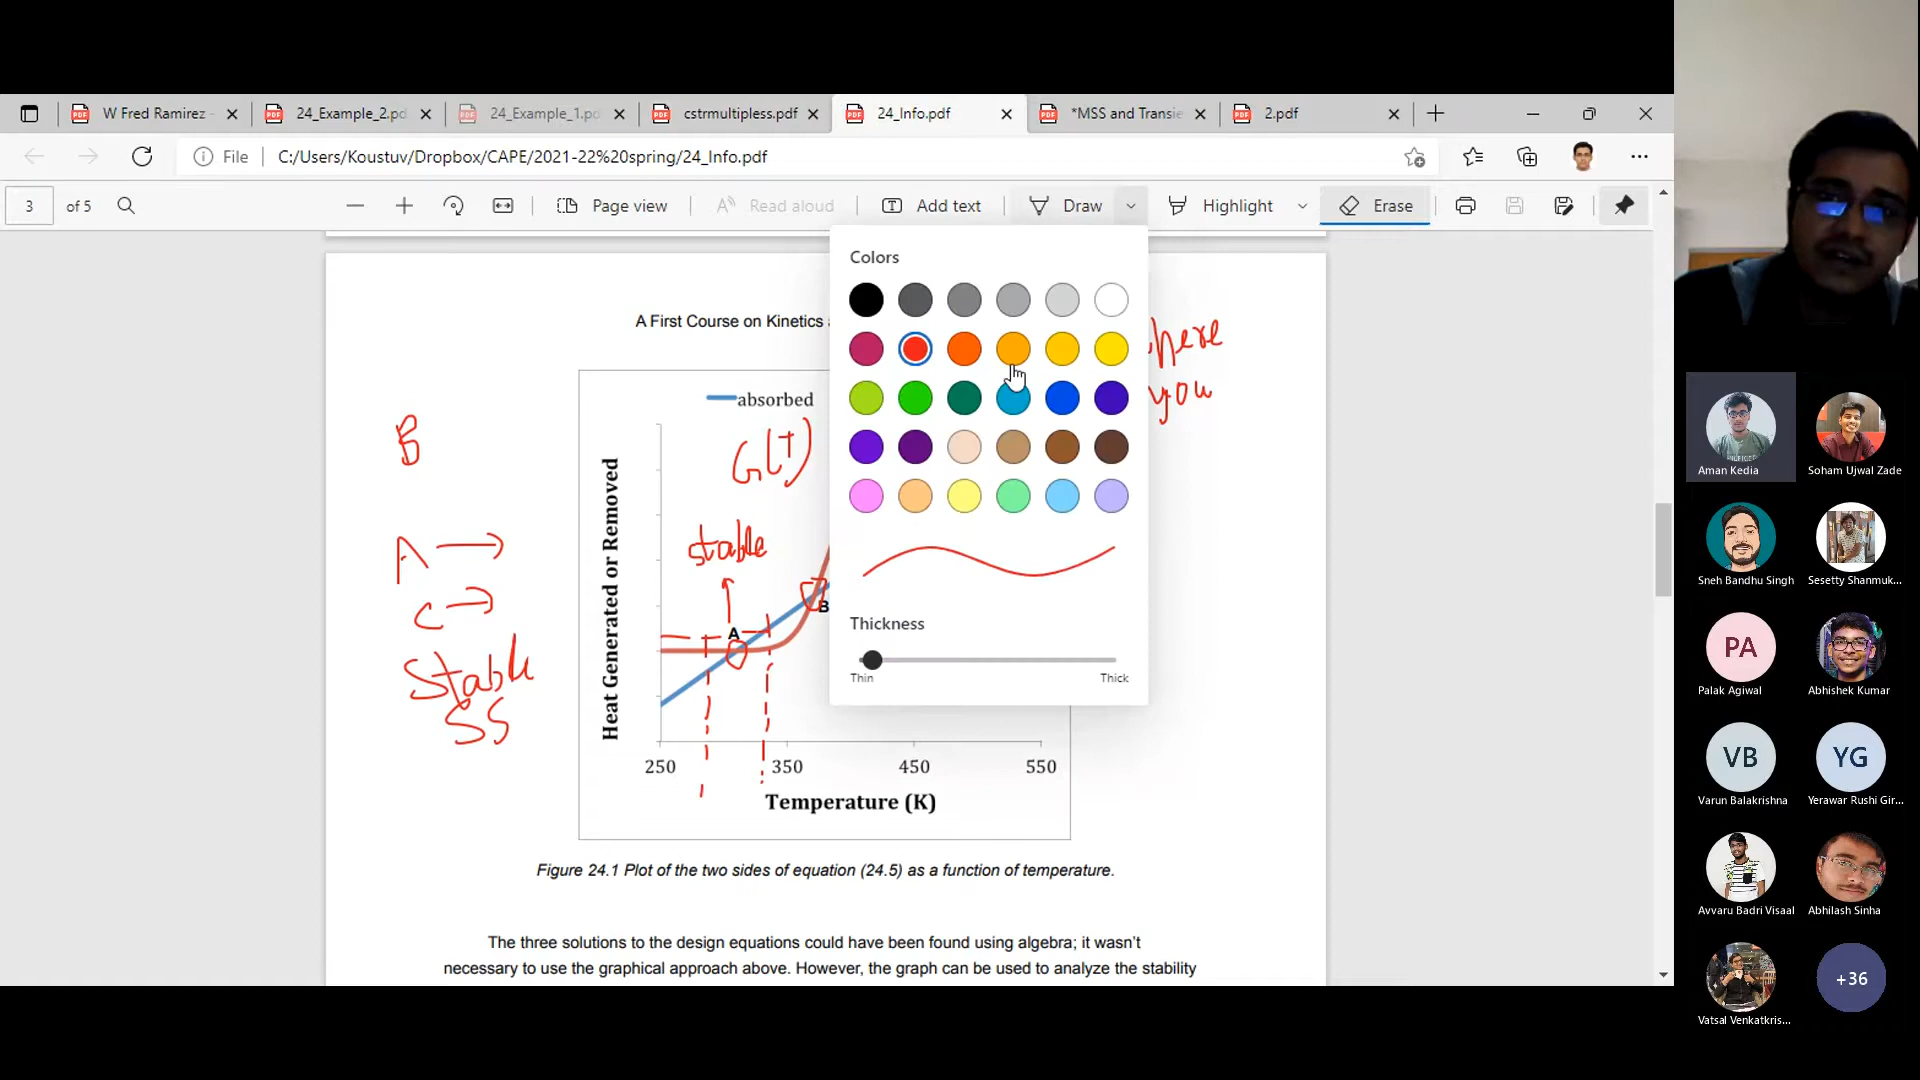 W Fred Ramirez -
24_Example_2.pd
24_Example_1.pd
cstrmultipless.pdf
24_Info.pdf
*MSS and Transie
2.pdf
File
C:/Users/Koustuv/Dropbox/CAPE/2021-22%20spring/24_Info.pdf
3 of 5
Page view
Read aloud
Add text
Draw
Highlight
Erase
Colors
Thickness
Thin
Thick
A First Course on Kinetics
here
you
absorbed
B
G(T)
stable
A →
C →
Stable
SS
A
B
Heat Generated or Removed
250 350 450 550
Temperature (K)
Figure 24.1 Plot of the two sides of equation (24.5) as a function of temperature.
The three solutions to the design equations could have been found using algebra; it wasn't
necessary to use the graphical approach above. However, the graph can be used to analyze the stability
Aman Kedia
Soham Ujwal Zade
Sneh Bandhu Singh
Sesetty Shanmuk...
PA
Palak Agiwal
Abhishek Kumar
VB
Varun Balakrishna
YG
Yerawar Rushi Gir...
Avvaru Badri Visaal
Abhilash Sinha
Vatsal Venkatkris...
+36